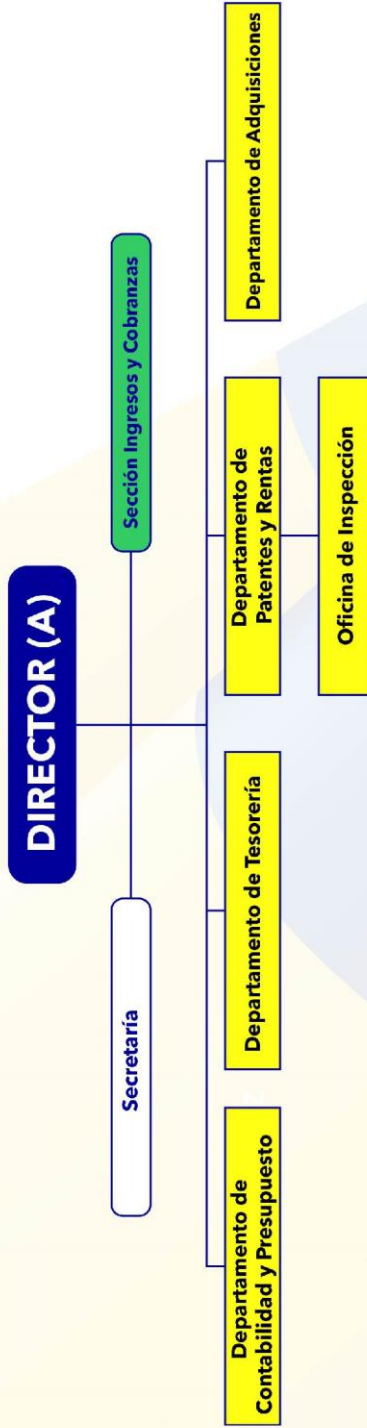 DIRECTOR (A)
Secretaría
Sección Ingresos y Cobranzas
Departamento de
Contabilidad y Presupuesto
Departamento de Tesorería
Departamento de
Patentes y Rentas
Departamento de Adquisiciones
Oficina de Inspección